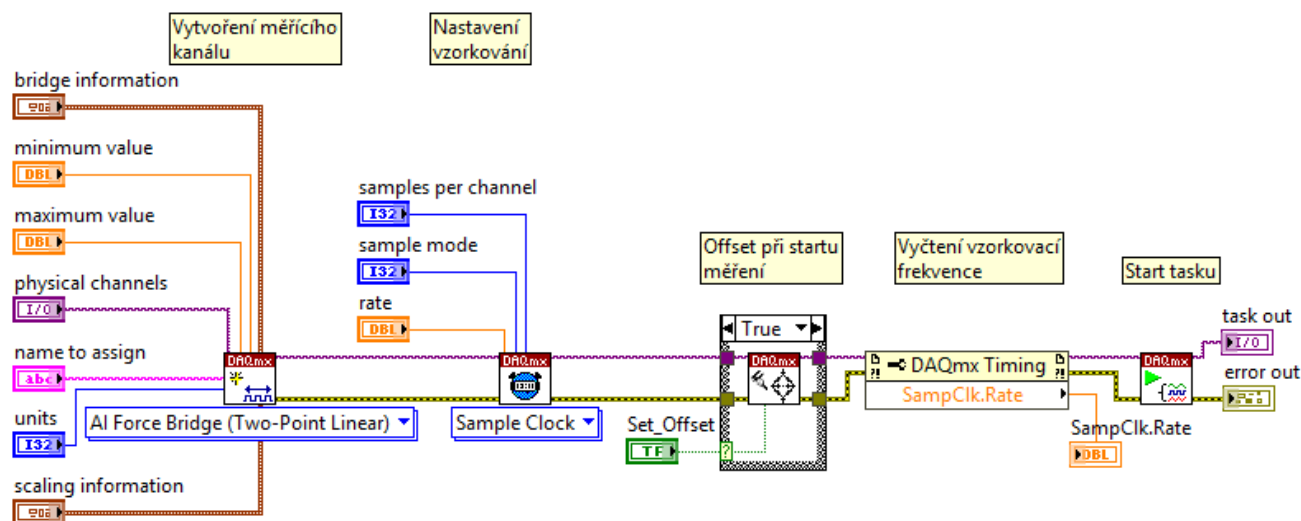 Vytvoření měřícího
kanálu
Nastavení
vzorkování
bridge information
minimum value
DBL
maximum value
DBL
physical channels
I/O
name to assign
abc
units
I32
scaling information
DAQmx
AI Force Bridge (Two-Point Linear)
samples per channel
I32
sample mode
I32
rate
DBL
DAQmx
Sample Clock
Offset při startu
měření
True
DAQmx
Set_Offset
TF
?
Vyčtení vzorkovací
frekvence
DAQmx Timing
SampClk.Rate
SampClk.Rate
DBL
Start tasku
DAQmx
task out
I/O
error out